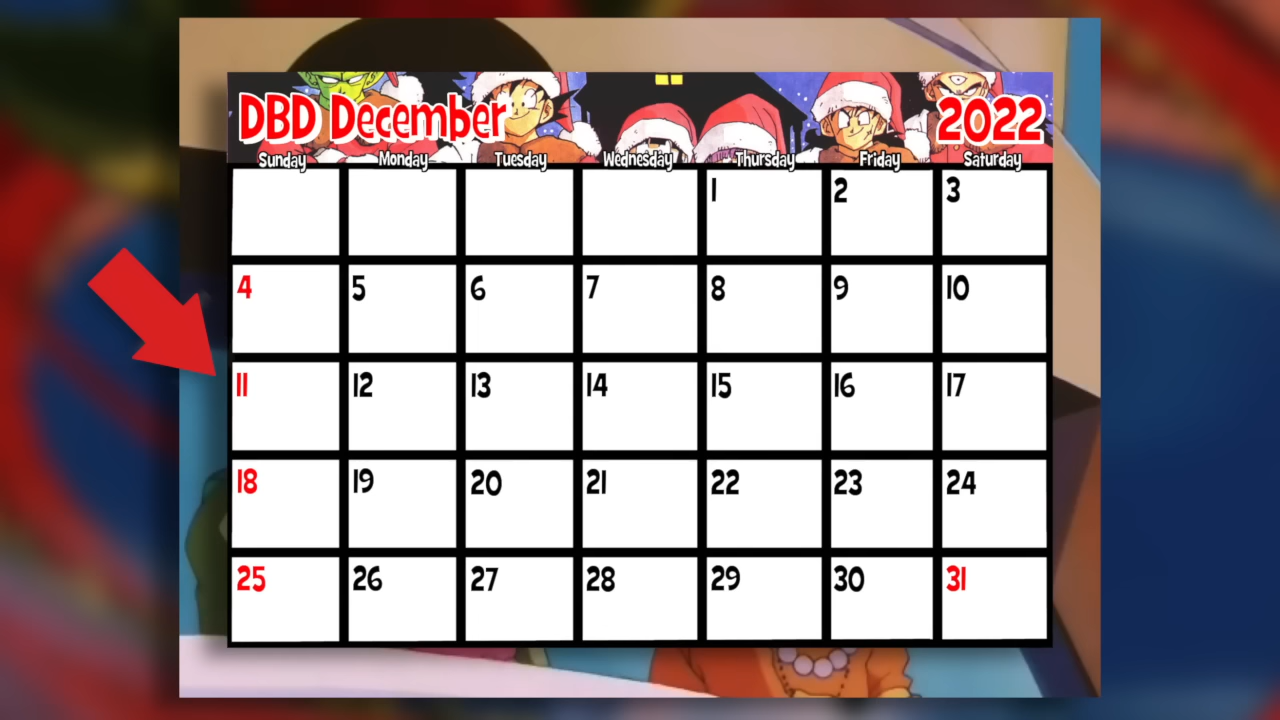 DBD December 2022
Sunday Monday Tuesday Wednesday Thursday Friday Saturday
1 2 3
4 5 6 7 8 9 10
11 12 13 14 15 16 17
18 19 20 21 22 23 24
25 26 27 28 29 30 31